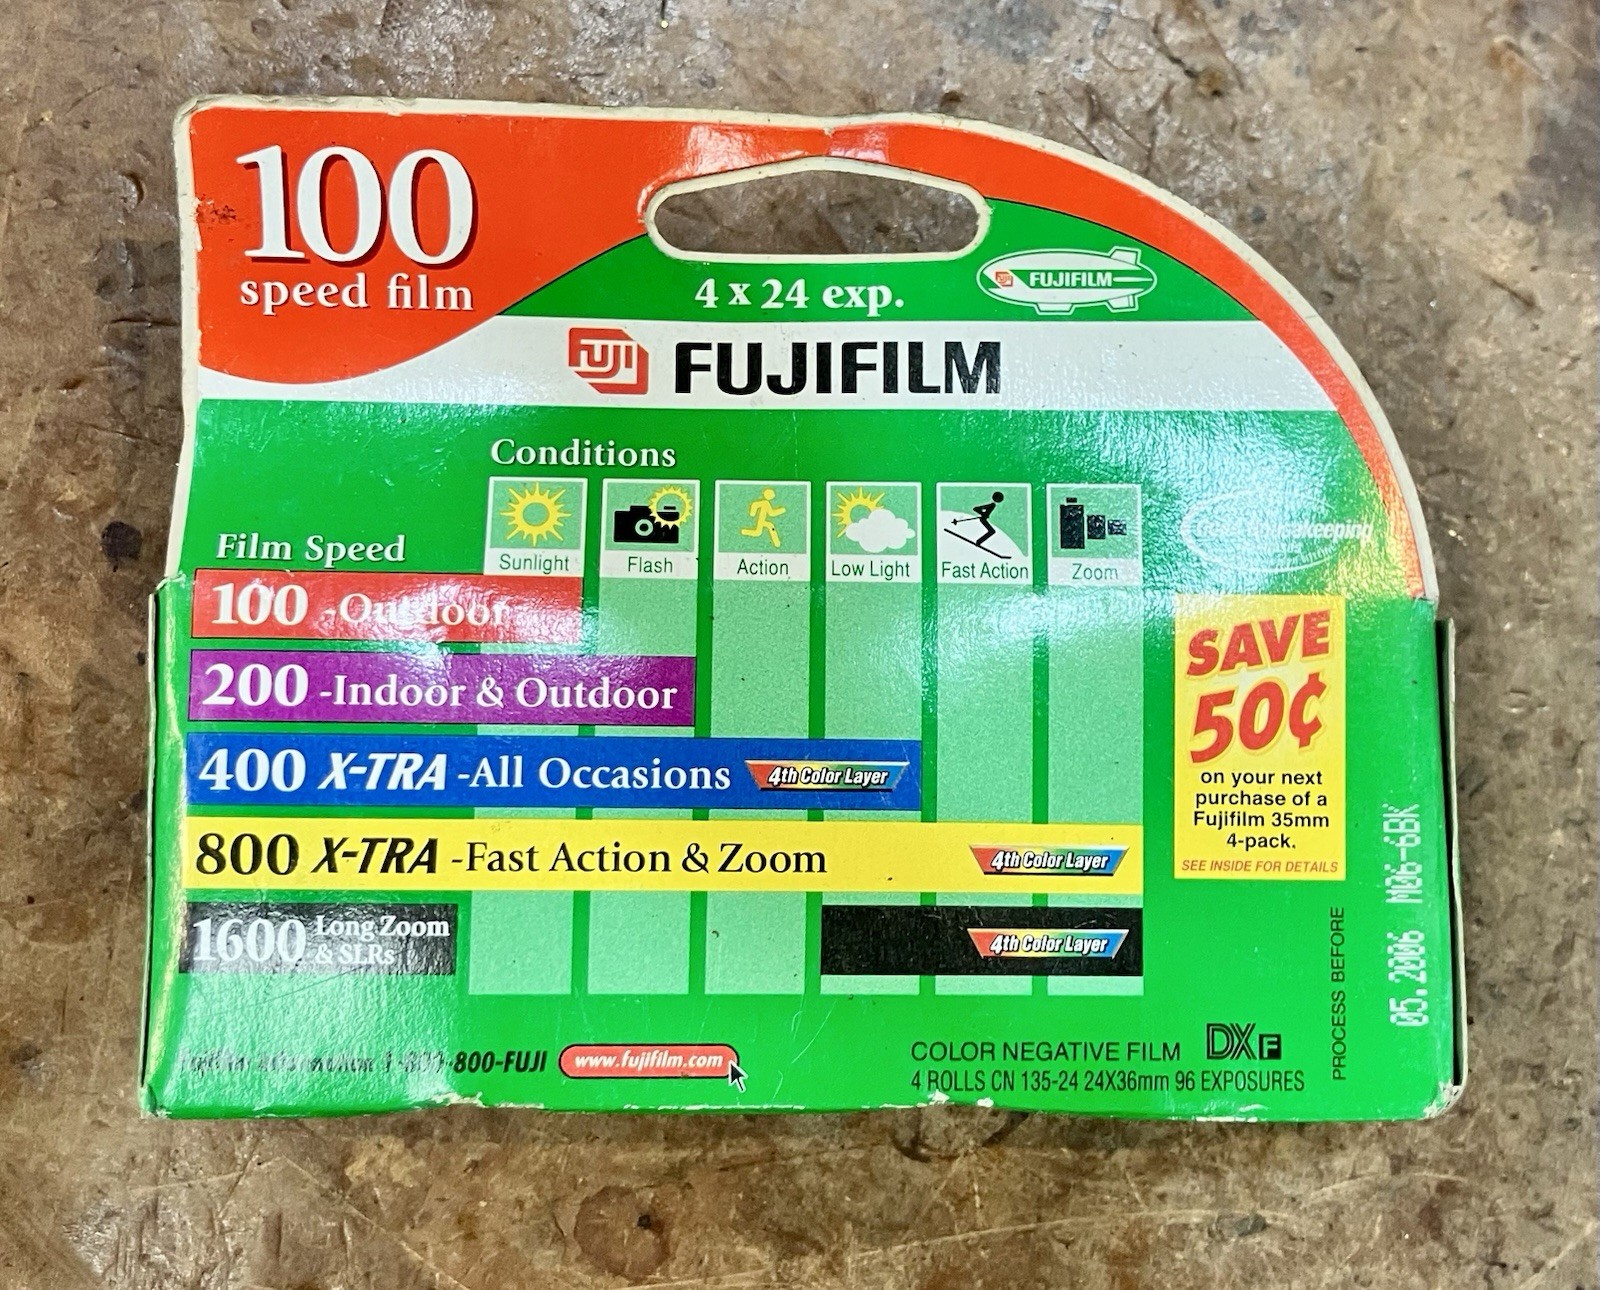 100
speed film
4 x 24 exp.
FUJIFILM
FUJI FUJIFILM
Conditions
Film Speed
Sunlight Flash Action Low Light Fast Action Zoom
100 -Outdoor
200 -Indoor & Outdoor
400 X-TRA -All Occasions 4th Color Layer
800 X-TRA -Fast Action & Zoom 4th Color Layer
1600 Long Zoom & SLRs 4th Color Layer
SAVE
50¢
on your next
purchase of a
Fujifilm 35mm
4-pack.
SEE INSIDE FOR DETAILS
PROCESS BEFORE
05.2006 M06-6BK
1-800-800-FUJI www.fujifilm.com
COLOR NEGATIVE FILM DX F
4 ROLLS CN 135-24 24X36mm 96 EXPOSURES